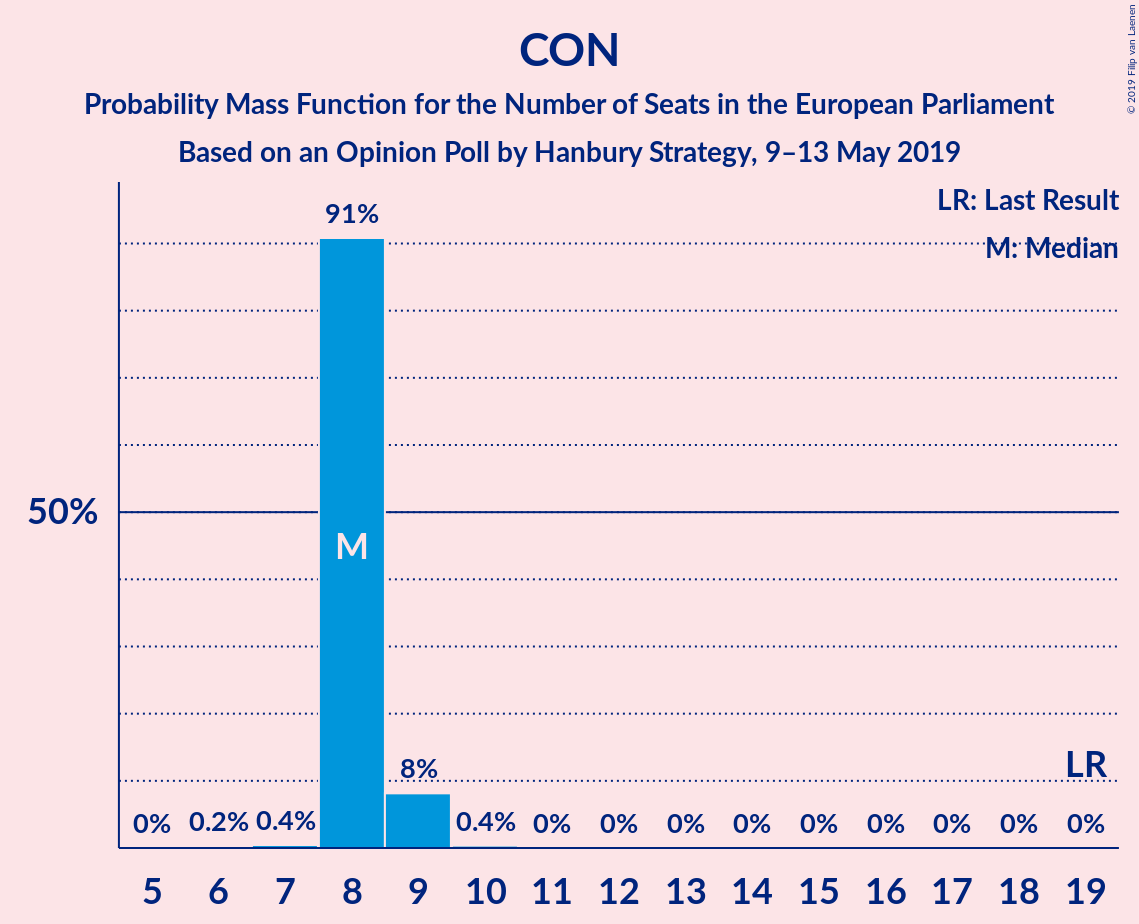 CON
Probability Mass Function for the Number of Seats in the European Parliament
Based on an Opinion Poll by Hanbury Strategy, 9–13 May 2019
© 2019 Filip van Laenen
LR: Last Result
M: Median
91%
50%
M
LR
8%
0% 0.2% 0.4% 0.4% 0% 0% 0% 0% 0% 0% 0% 0% 0%
5 6 7 8 9 10 11 12 13 14 15 16 17 18 19